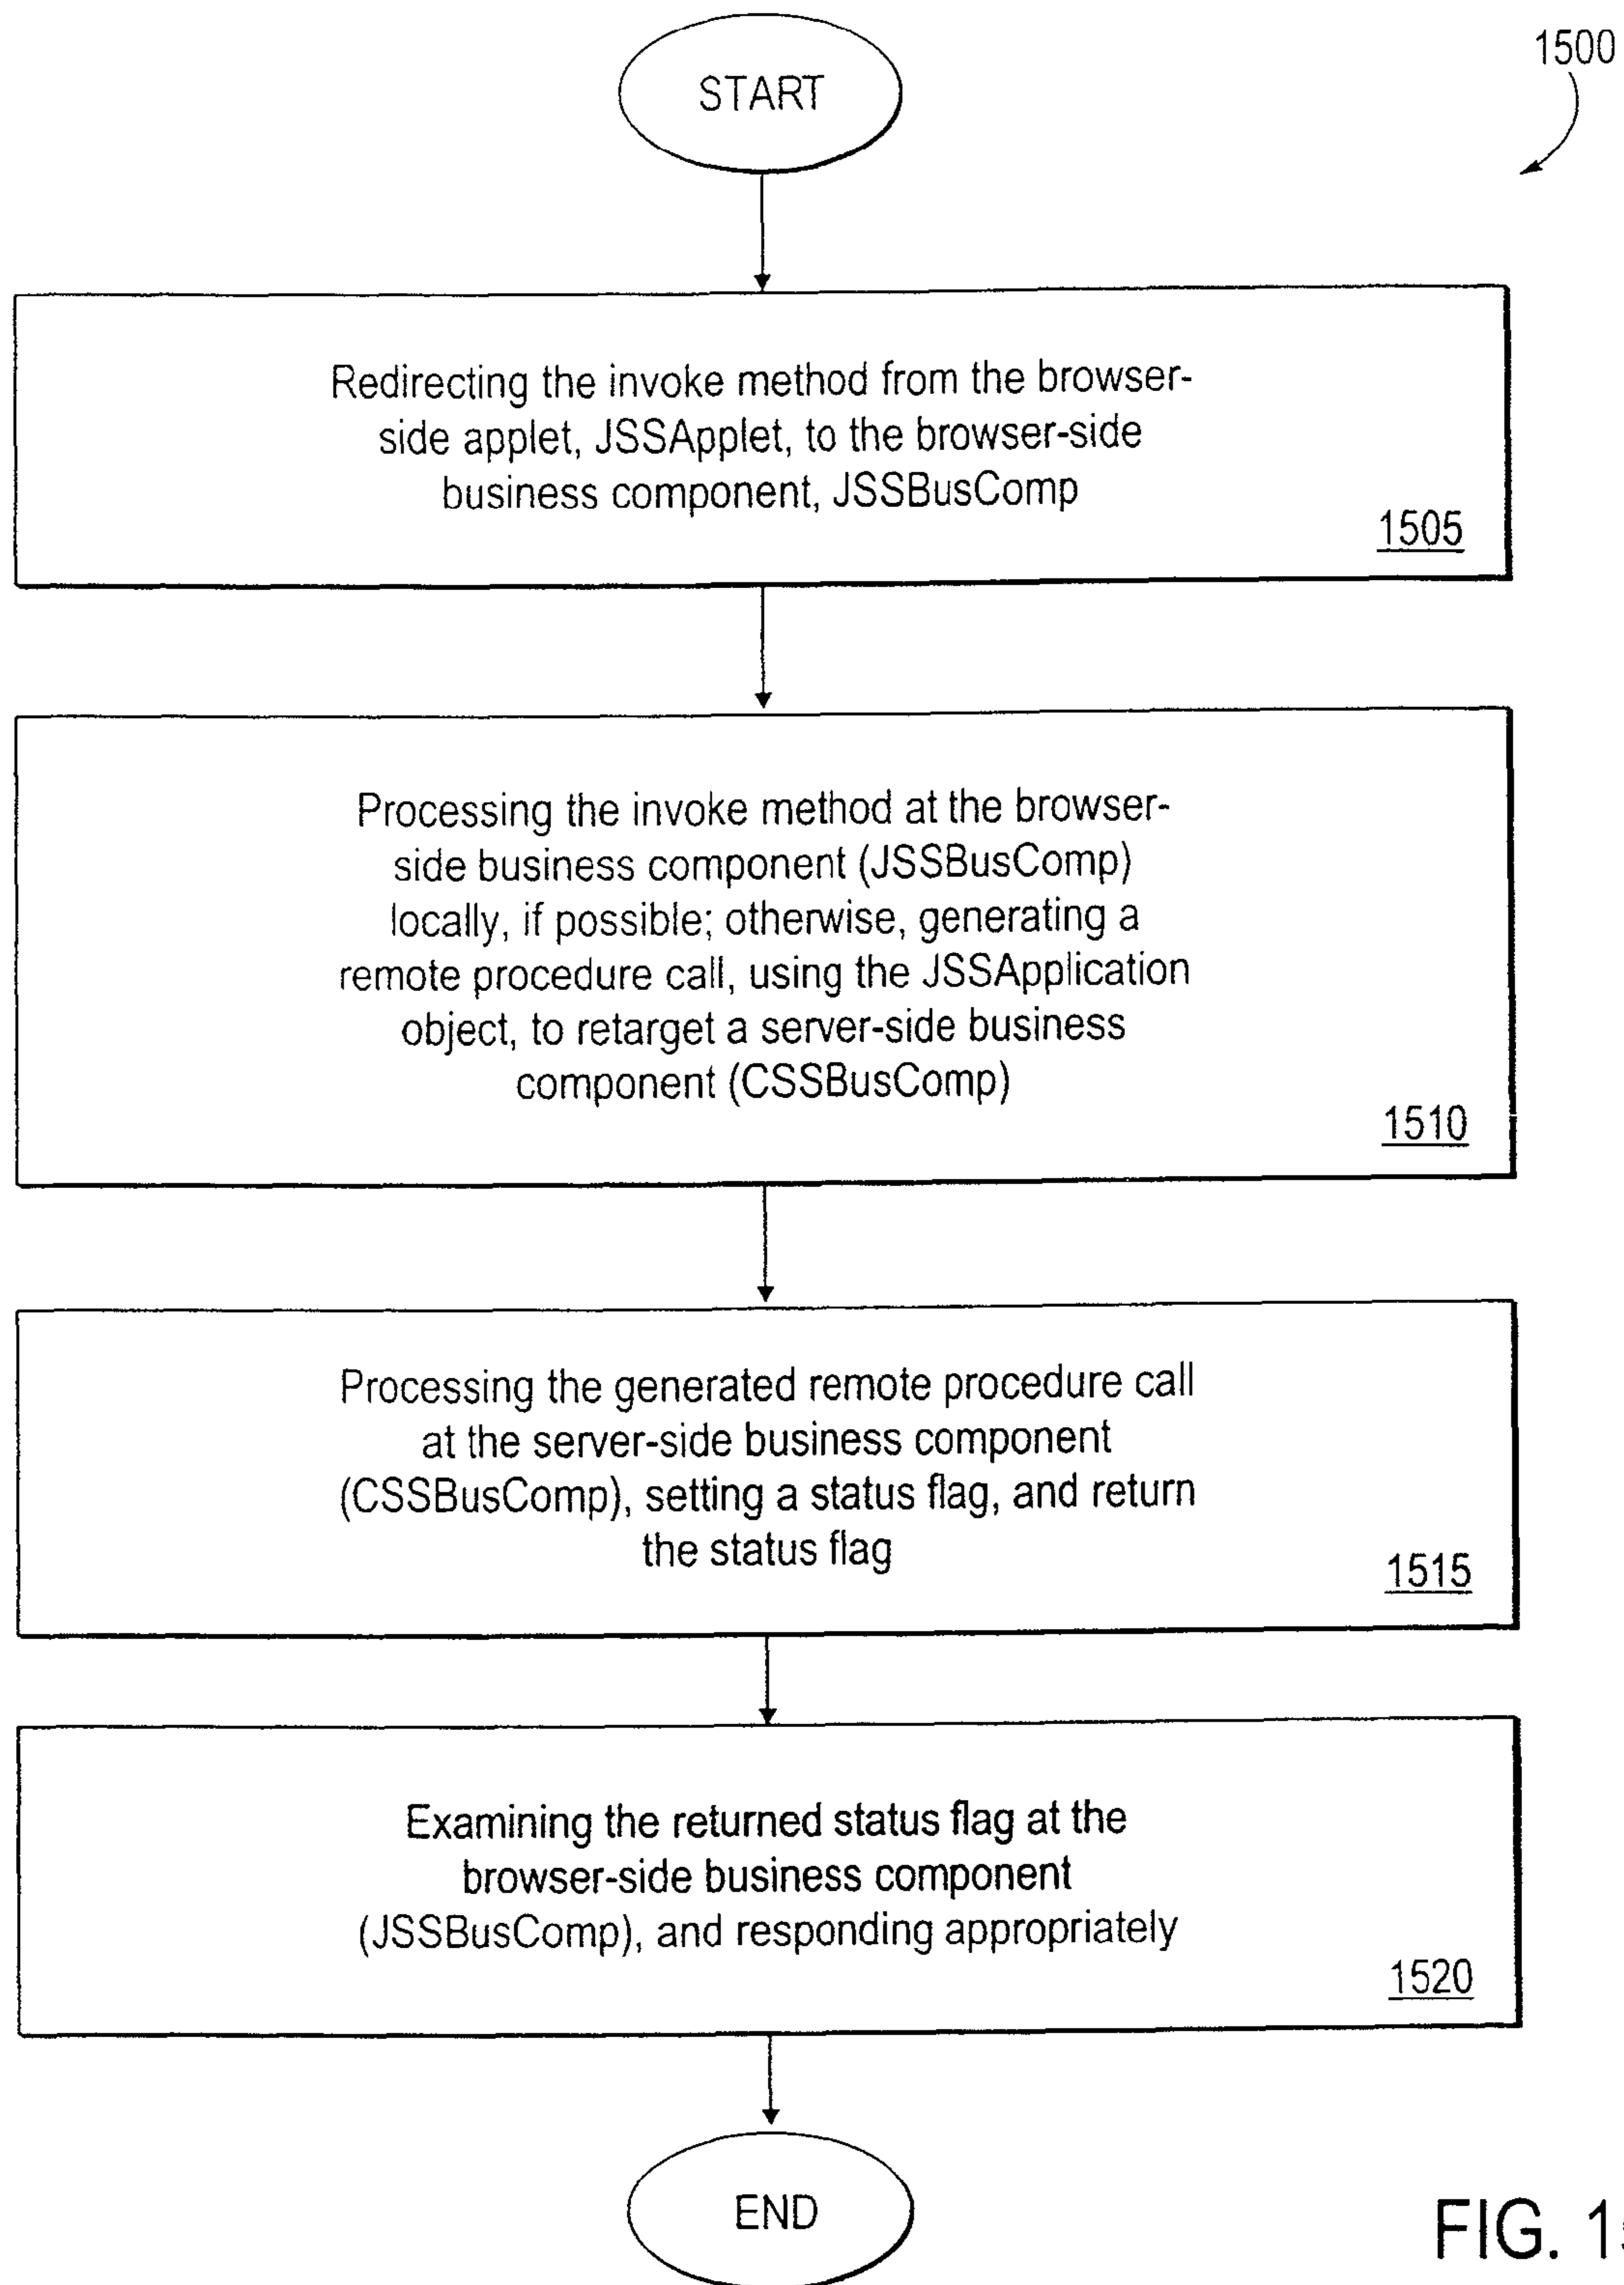 START
1500
Redirecting the invoke method from the browser-
side applet, JSSApplet, to the browser-side
business component, JSSBusComp
1505
Processing the invoke method at the browser-
side business component (JSSBusComp)
locally, if possible; otherwise, generating a
remote procedure call, using the JSSApplication
object, to retarget a server-side business
component (CSSBusComp)
1510
Processing the generated remote procedure call
at the server-side business component
(CSSBusComp), setting a status flag, and return
the status flag
1515
Examining the returned status flag at the
browser-side business component
(JSSBusComp), and responding appropriately
1520
END
FIG. 15